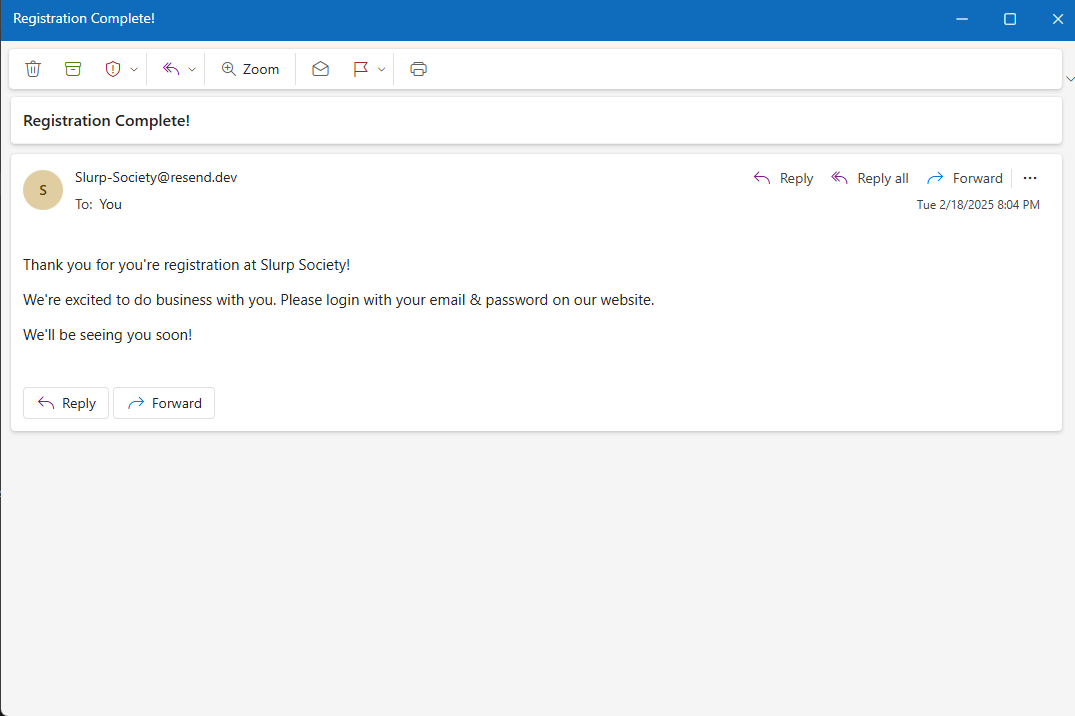 Registration Complete!
Zoom
Registration Complete!
S
Slurp-Society@resend.dev
To: You
Reply
Reply all
Forward
Tue 2/18/2025 8:04 PM
Thank you for you're registration at Slurp Society!
We're excited to do business with you. Please login with your email & password on our website.
We'll be seeing you soon!
Reply
Forward